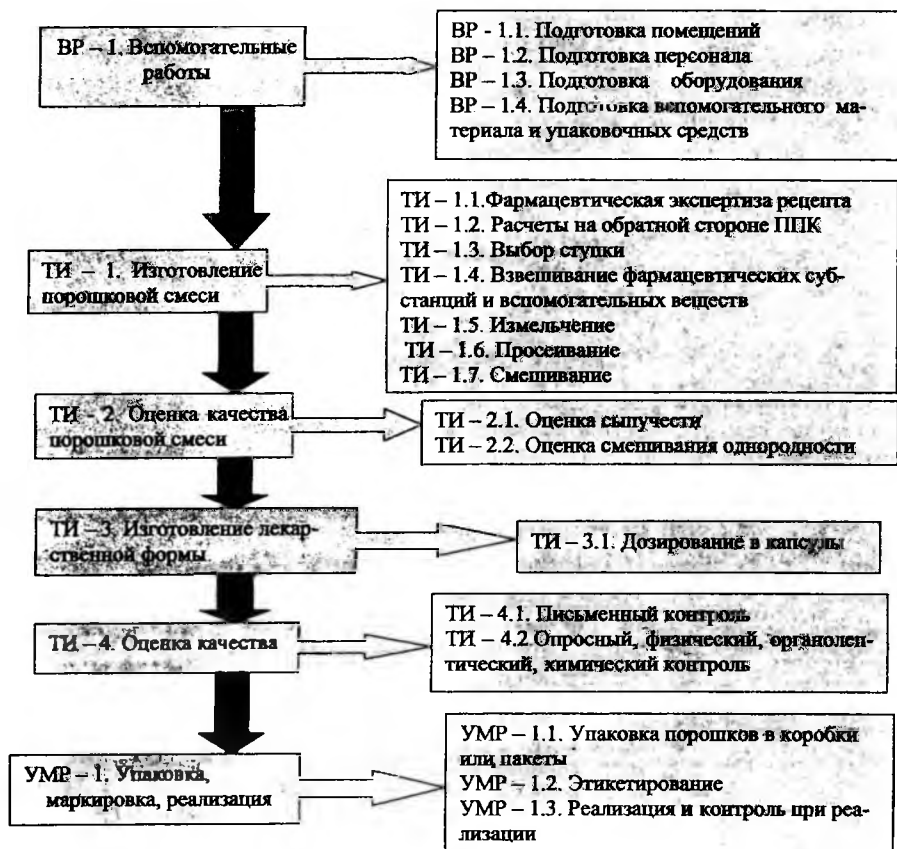 ВР – 1. Вспомогательные
работы
ВР - 1.1. Подготовка помещений
ВР – 1.2. Подготовка персонала
ВР – 1.3. Подготовка оборудования
ВР – 1.4. Подготовка вспомогательного ма-
териала и упаковочных средств
ТИ – 1. Изготовление
порошковой смеси
ТИ – 1.1.Фармацевтическая экспертиза рецепта
ТИ – 1.2. Расчеты на обратной стороне ППК
ТИ – 1.3. Выбор ступки
ТИ – 1.4. Взвешивание фармацевтических суб-
станций и вспомогательных веществ
ТИ – 1.5. Измельчение
ТИ – 1.6. Просеивание
ТИ – 1.7. Смешивание
ТИ - 2. Оценка качества
порошковой смеси
ТИ – 2.1. Оценка сыпучести
ТИ – 2.2. Оценка смешивания однородности
ТИ – 3. Изготовление лекар-
ственной формы
ТИ – 3.1. Дозирование в капсулы
ТИ – 4. Оценка качества
ТИ – 4.1. Письменный контроль
ТИ – 4.2.Опросный, физический, органолеп-
тический, химический контроль
УМР – 1. Упаковка,
маркировка, реализация
УМР – 1.1. Упаковка порошков в коробки
или пакеты
УМР – 1.2. Этикетирование
УМР – 1.3. Реализация и контроль при реа-
лизации